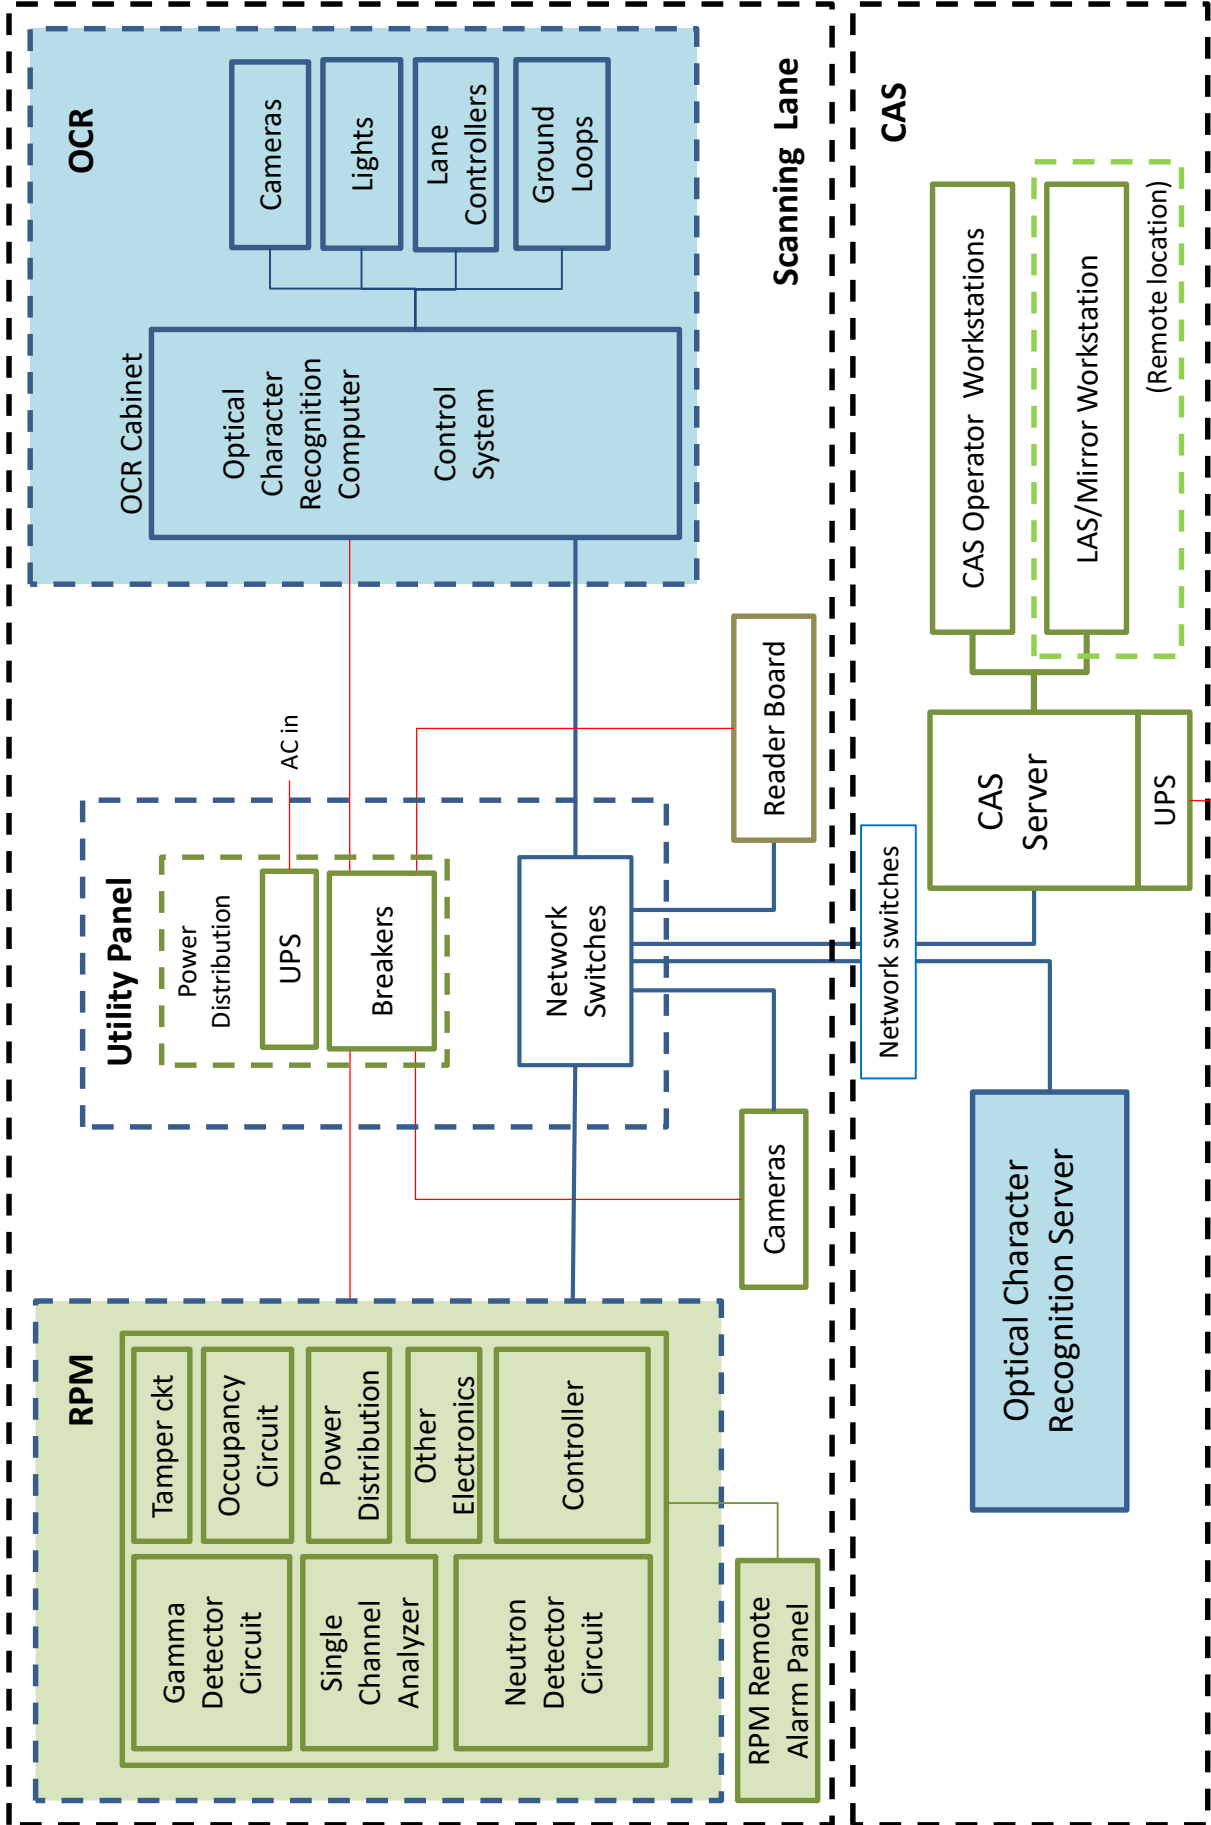 RPM
Gamma
Detector
Circuit
Tamper ckt
Occupancy
Circuit
Single
Channel
Analyzer
Power
Distribution
Other
Electronics
Neutron
Detector
Circuit
Controller
RPM Remote
Alarm Panel
Cameras
Utility Panel
Power
Distribution
UPS
Breakers
AC in
Network
Switches
Reader Board
OCR
OCR Cabinet
Optical
Character
Recognition
Computer
Control
System
Cameras
Lights
Lane
Controllers
Ground
Loops
Scanning Lane
CAS
Network switches
Optical Character
Recognition Server
CAS
Server
UPS
CAS Operator Workstations
LAS/Mirror Workstation
(Remote location)